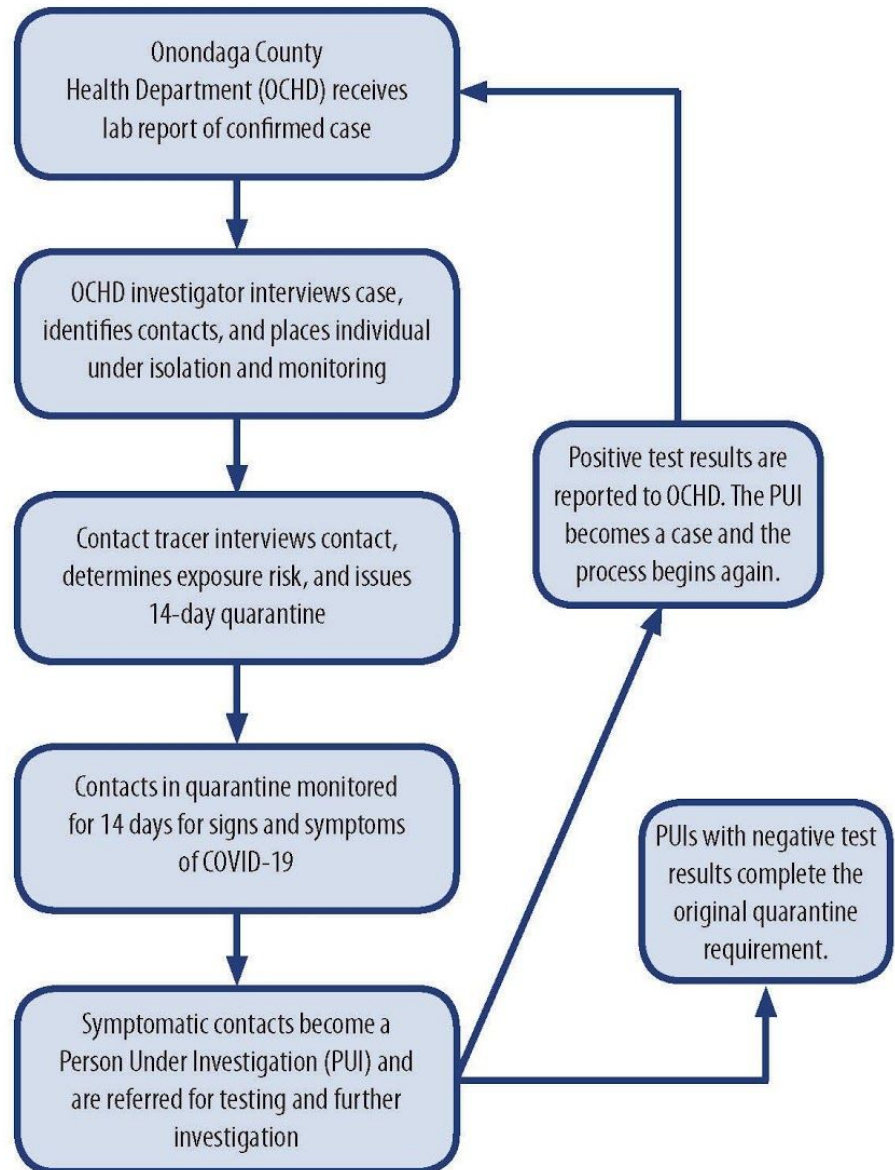 Onondaga County
Health Department (OCHD) receives
lab report of confirmed case
OCHD investigator interviews case,
identifies contacts, and places individual
under isolation and monitoring
Contact tracer interviews contact,
determines exposure risk, and issues
14-day quarantine
Contacts in quarantine monitored
for 14 days for signs and symptoms
of COVID-19
Symptomatic contacts become a
Person Under Investigation (PUI) and
are referred for testing and further
investigation
Positive test results are
reported to OCHD. The PUI
becomes a case and the
process begins again.
PUIs with negative test
results complete the
original quarantine
requirement.